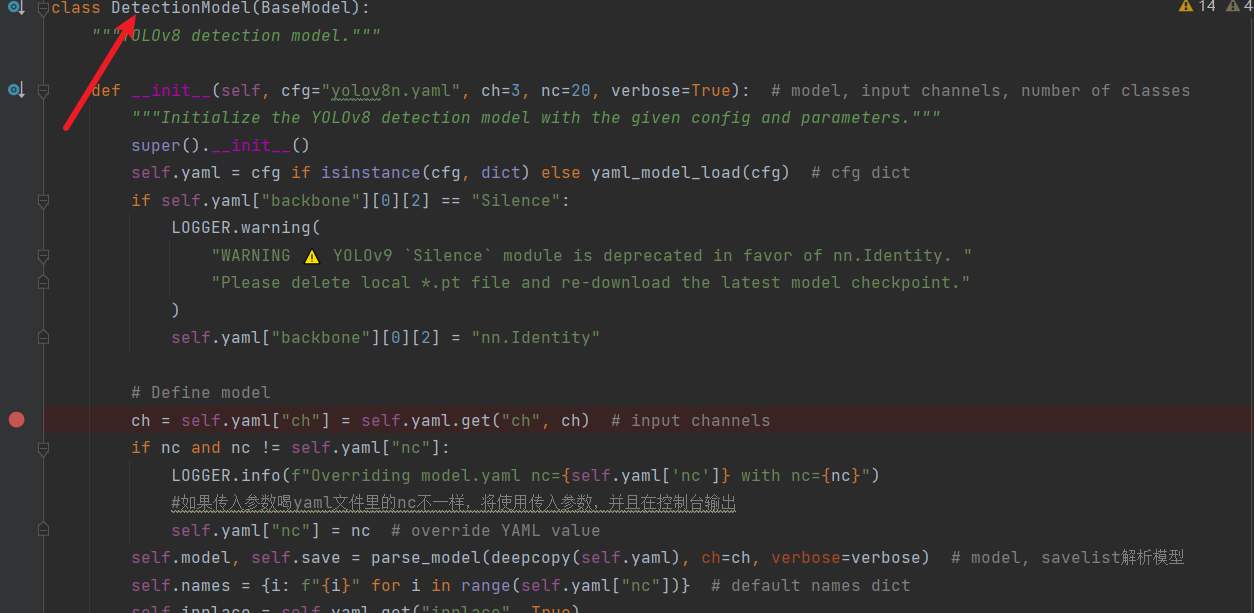 class DetectionModel(BaseModel):
14 4
"""YOLOv8 detection model."""
def __init__(self, cfg="yolov8n.yaml", ch=3, nc=20, verbose=True):  # model, input channels, number of classes
"""Initialize the YOLOv8 detection model with the given config and parameters."""
super().__init__()
self.yaml = cfg if isinstance(cfg, dict) else yaml_model_load(cfg)  # cfg dict
if self.yaml["backbone"][0][2] == "Silence":
LOGGER.warning(
"WARNING ⚠️ YOLOv9 `Silence` module is deprecated in favor of nn.Identity. "
"Please delete local *.pt file and re-download the latest model checkpoint."
)
self.yaml["backbone"][0][2] = "nn.Identity"
# Define model
ch = self.yaml["ch"] = self.yaml.get("ch", ch)  # input channels
if nc and nc != self.yaml["nc"]:
LOGGER.info(f"Overriding model.yaml nc={self.yaml['nc']} with nc={nc}")
#如果传入参数喝yaml文件里的nc不一样，将使用传入参数，并且在控制台输出
self.yaml["nc"] = nc  # override YAML value
self.model, self.save = parse_model(deepcopy(self.yaml), ch=ch, verbose=verbose)  # model, savelist解析模型
self.names = {i: f"{i}" for i in range(self.yaml["nc"])}  # default names dict
self.inplace = self.yaml.get("inplace", True)